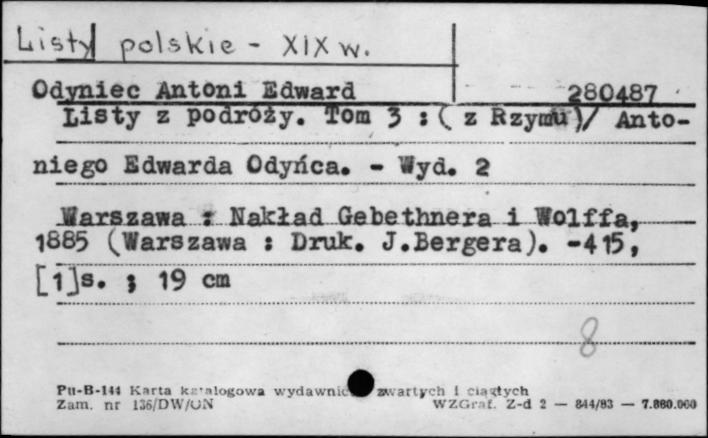 Listy polskie - XIX w.
Odyniec Antoni Edward 280487
Listy z podróży. Tom 3 : ( z Rzymu )/ Anto-
niego Edwarda Odyńca. - Wyd. 2
Warszawa : Nakład Gebethnera i Wolffa,
1885 (Warszawa : Druk. J.Bergera). -415,
[1]s. ; 19 cm
8
Pu-B-144 Karta katalogowa zwartych i ciągłych
Zam. nr 136/DW/ON WZGraf. Z-d 2 — 844/83 — 7.860.000